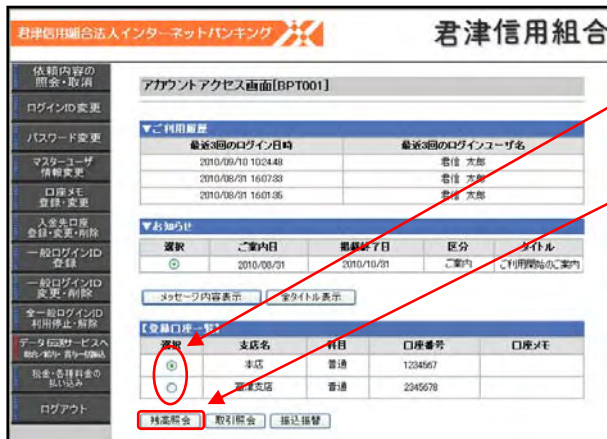 君津信用組合法人インターネットバンキング
君津信用組合
依頼内容の
照会・取消
ログインID変更
パスワード変更
マスターユーザ
情報変更
口座メモ
登録・変更
入金先口座
登録・変更・削除
一般ログインID
登録
一般ログインID
変更・削除
全一般ログインID
利用停止・解除
データ伝送サービスへ
税金・各種料金の
払い込み
ログアウト
アカウントアクセス画面[BPT001]
▼ご利用履歴
最近3回のログイン日時 最近3回のログインユーザ名
2010/09/10 10:24:48 君信 太郎
2010/08/31 16:07:33 君信 太郎
2010/08/31 16:01:35 君信 太郎
▼お知らせ
選択 ご案内日 掲載終了日 区分 タイトル
2010/08/31 2010/10/31 ご案内 ご利用開始のご案内
メッセージ内容表示 全タイトル表示
【登録口座一覧】
選択 支店名 科目 口座番号 口座メモ
本店 普通 1234567
富津支店 普通 2345678
残高照会 取引照会 振込振替